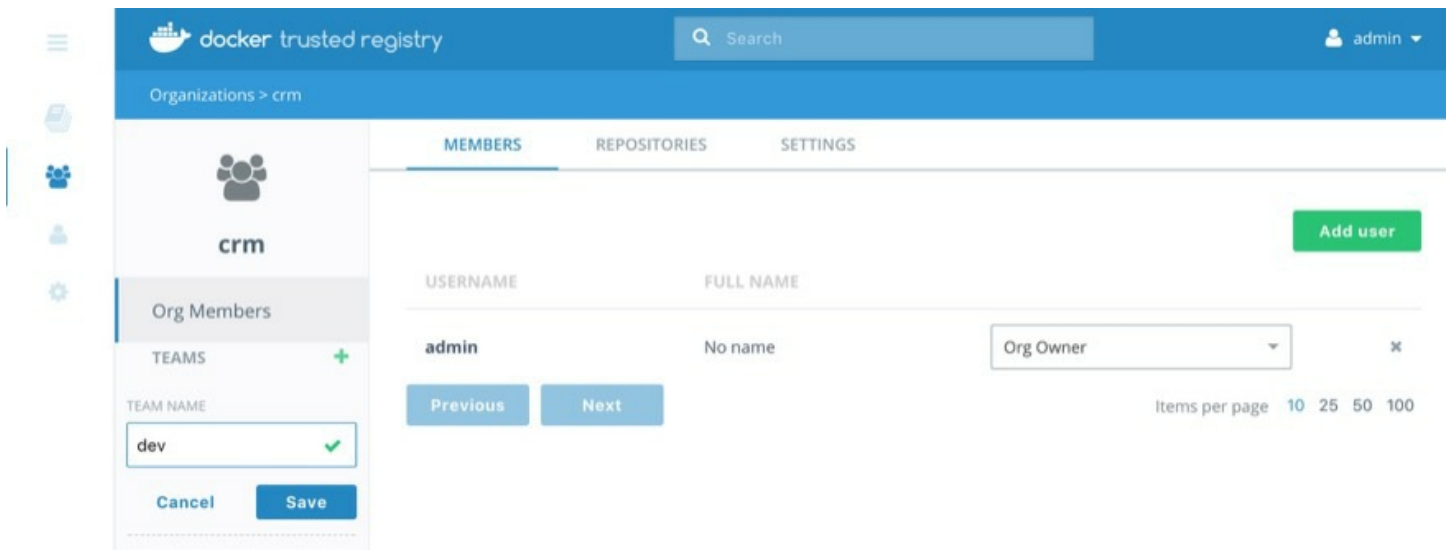 docker trusted registry
Search
admin
Organizations > crm
crm
Org Members
TEAMS
TEAM NAME
dev
Cancel Save
MEMBERS REPOSITORIES SETTINGS
Add user
USERNAME FULL NAME
admin No name Org Owner
Previous Next Items per page 10 25 50 100